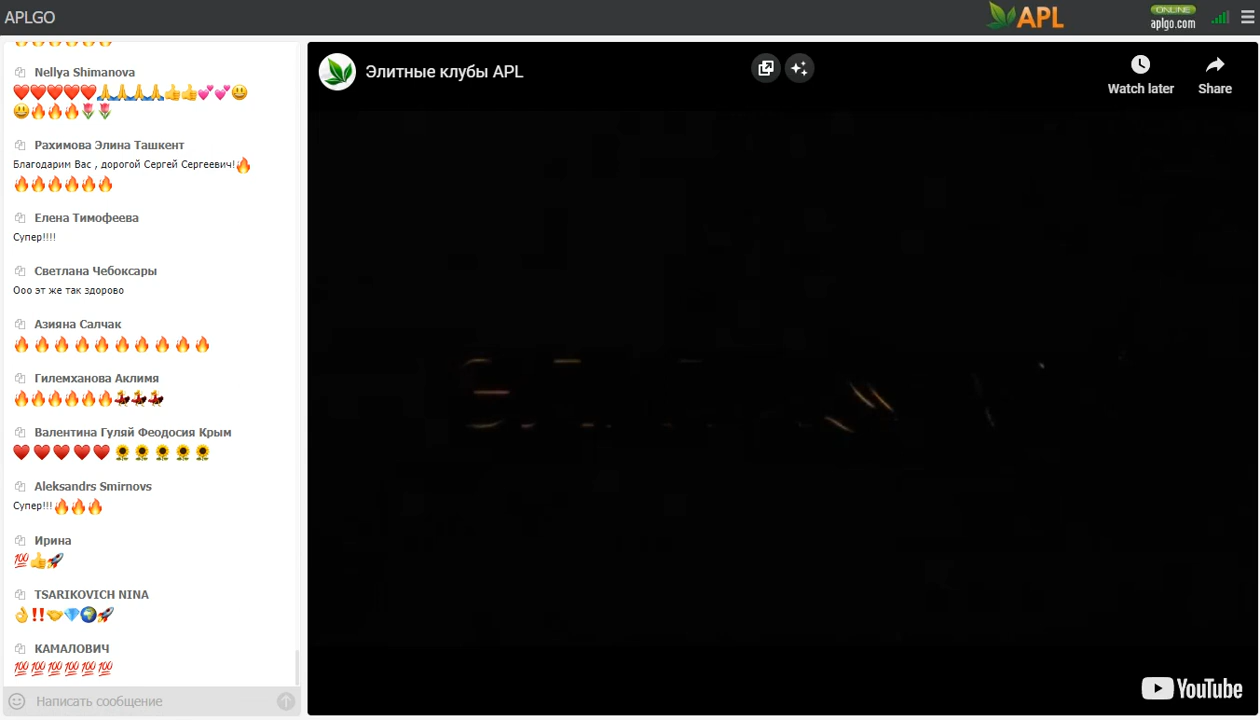 APLGO
APL
ONLINE
aplgo.com
Nellya Shimanova
Рахимова Элина Ташкент
Благодарим Вас , дорогой Сергей Сергеевич!
Елена Тимофеева
Супер!!!!
Светлана Чебоксары
Ооо эт же так здорово
Азияна Салчак
Гилемханова Аклимя
Валентина Гуляй Феодосия Крым
Aleksandrs Smirnovs
Супер!!!
Ирина
TSARIKOVICH NINA
КАМАЛОВИЧ
Написать сообщение
Элитные клубы APL
Watch later
Share
YouTube